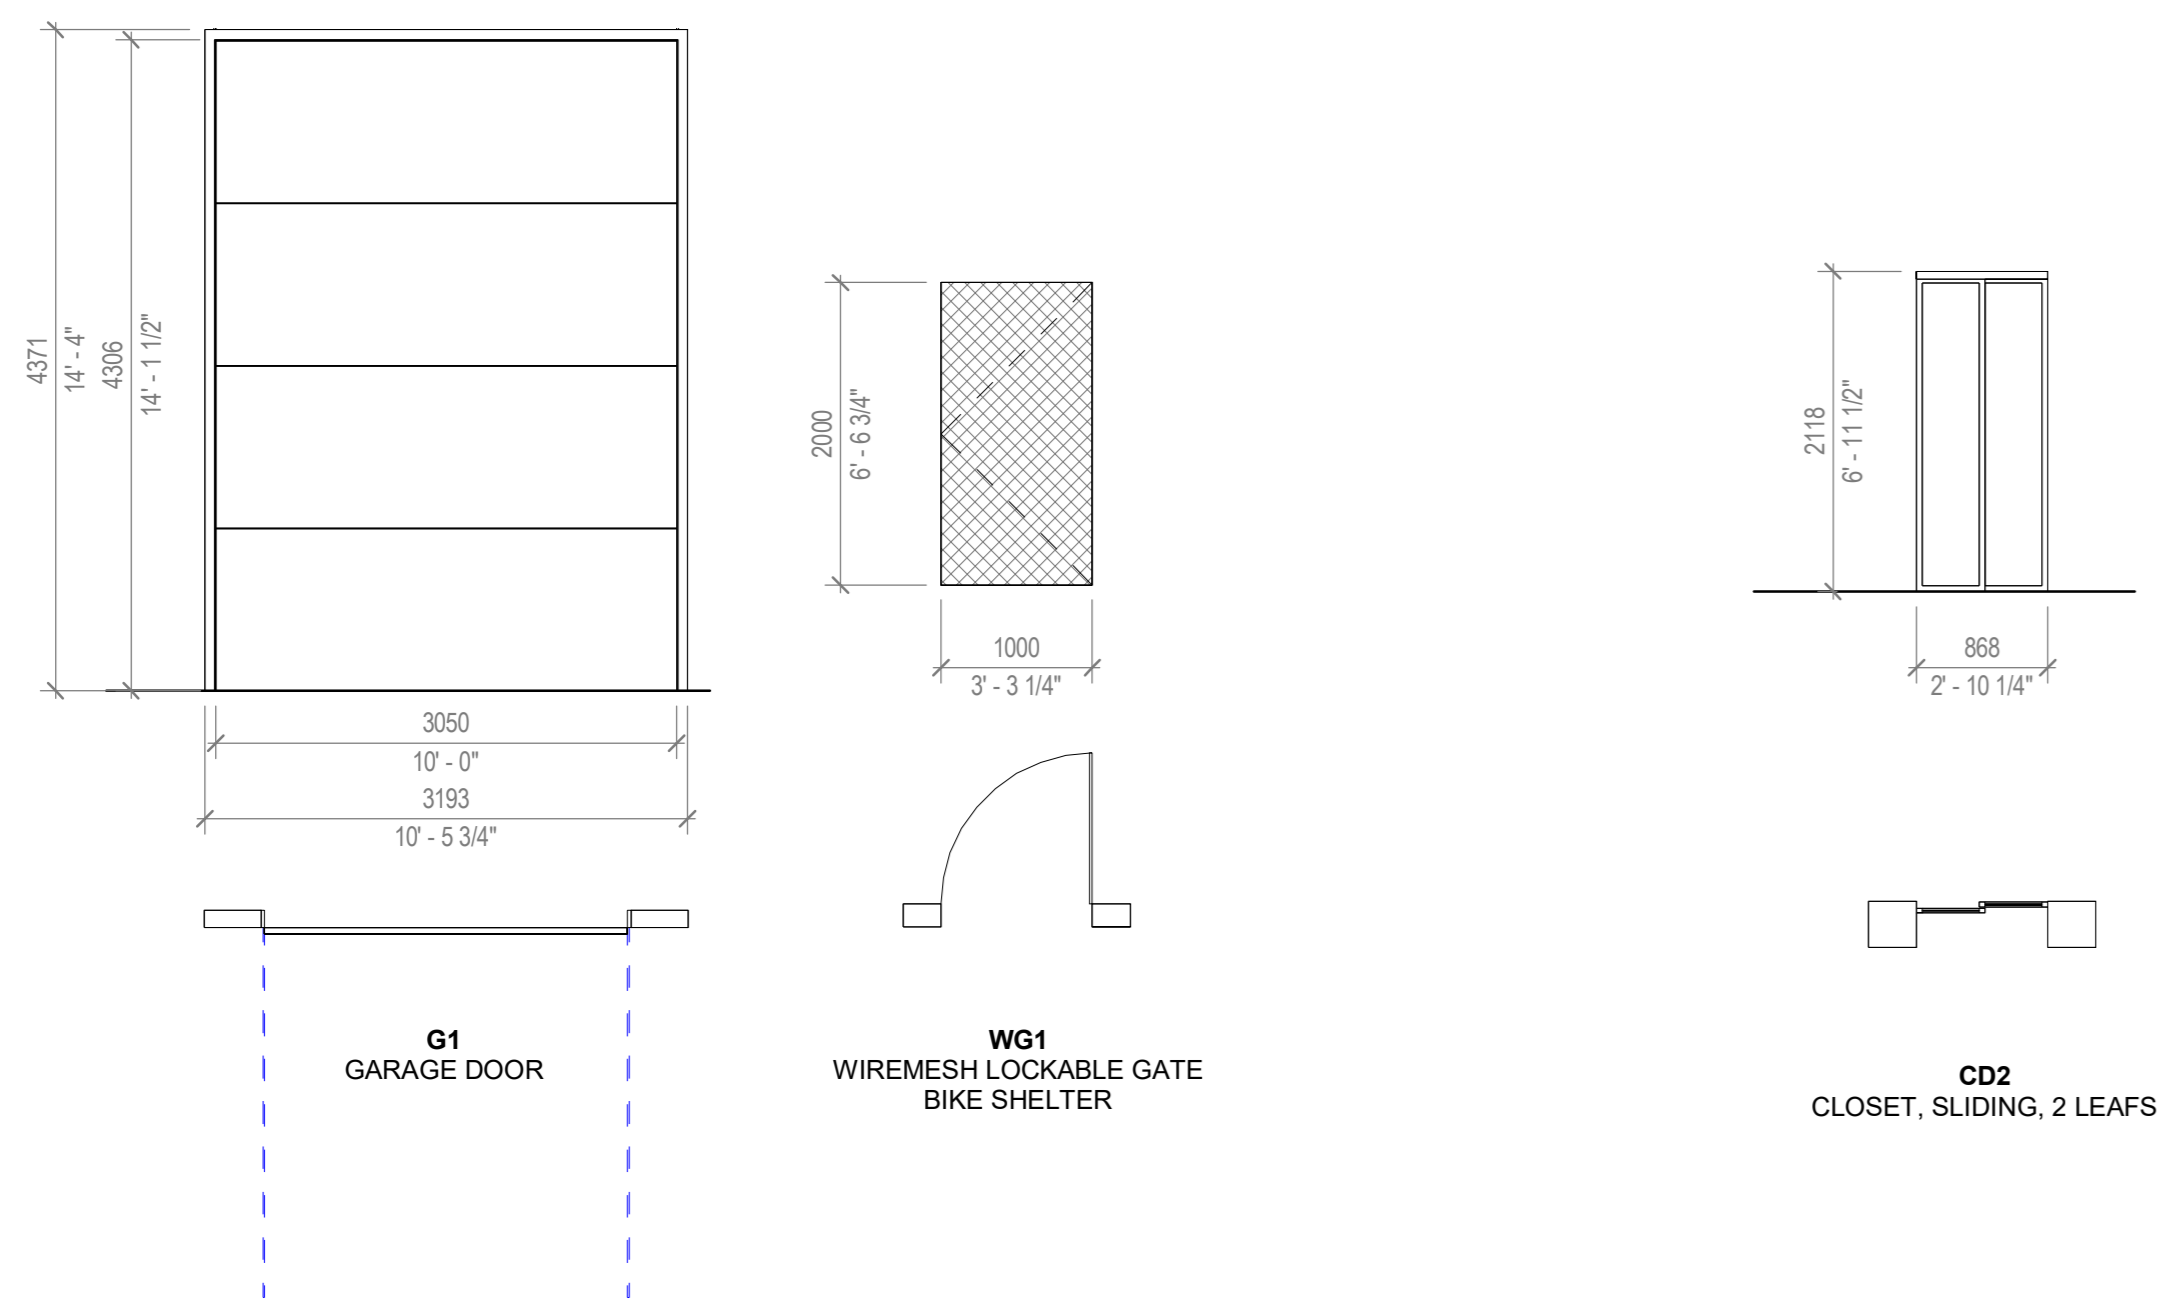 4371
14' - 4"
4306
14' - 1 1/2"
3050
10' - 0"
3193
10' - 5 3/4"
G1
GARAGE DOOR
2000
6' - 6 3/4"
1000
3' - 3 1/4"
WG1
WIREMESH LOCKABLE GATE
BIKE SHELTER
2118
6' - 11 1/2"
868
2' - 10 1/4"
CD2
CLOSET, SLIDING, 2 LEAFS